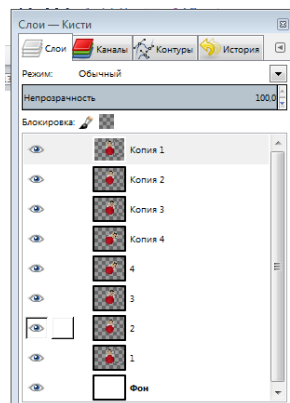 Слои — Кисти
Слои Каналы Контуры История
Режим: Обычный
Непрозрачность 100,0
Блокировка:
Копия 1
Копия 2
Копия 3
Копия 4
4
3
2
1
Фон